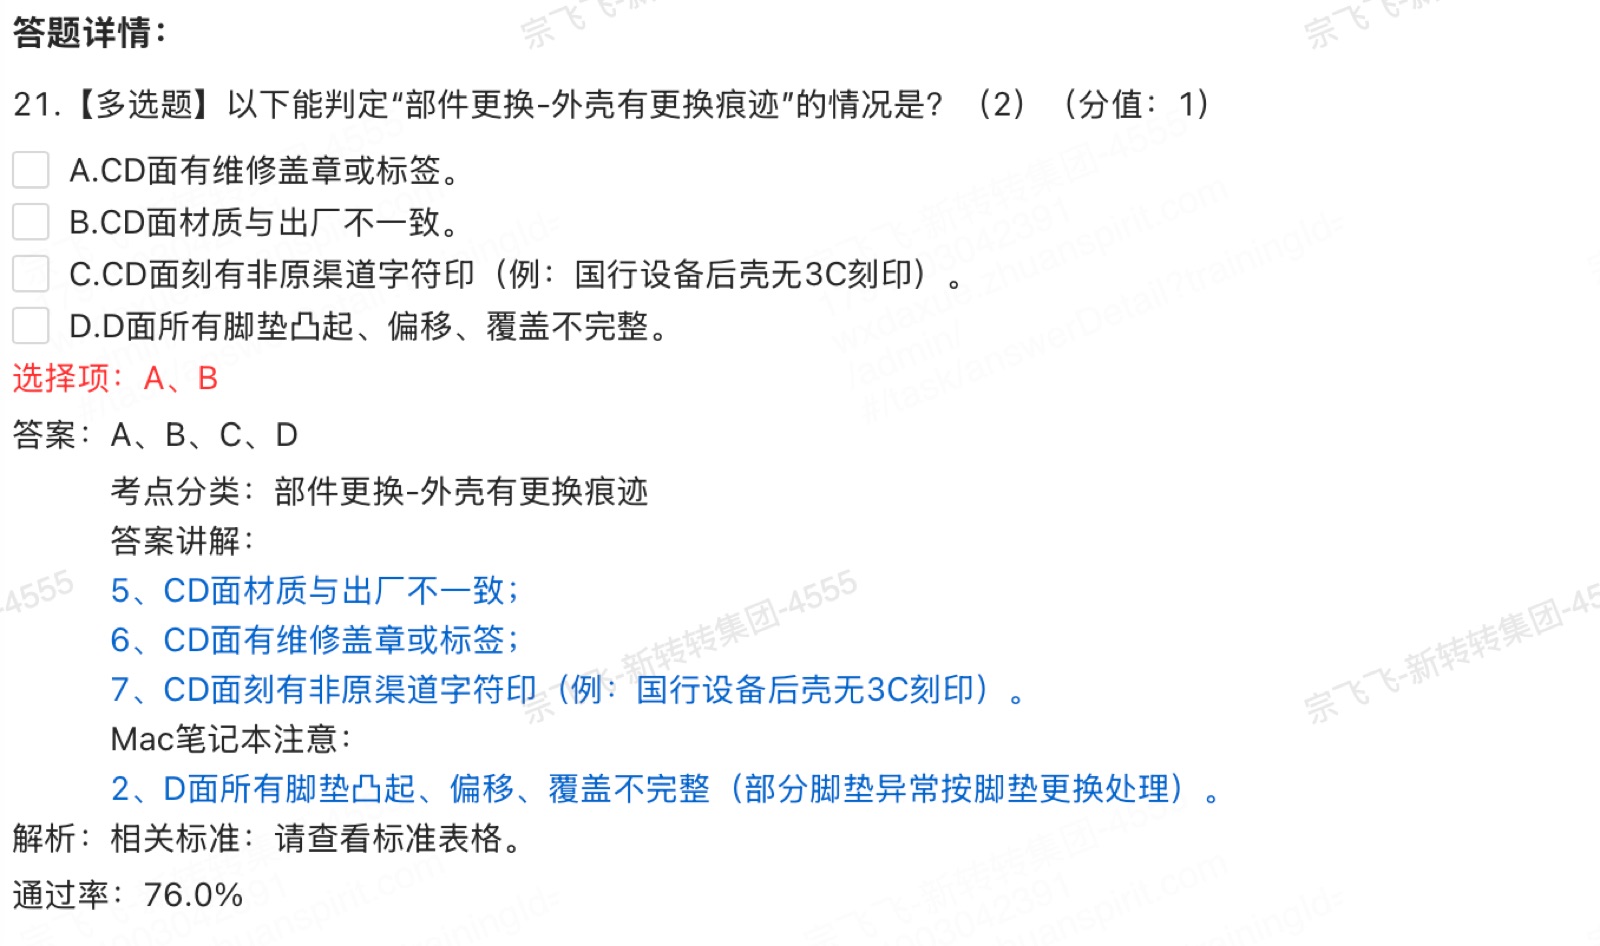 答题详情：
21.【多选题】以下能判定“部件更换-外壳有更换痕迹”的情况是？（2）（分值：1）
A.CD面有维修盖章或标签。
B.CD面材质与出厂不一致。
C.CD面刻有非原渠道字符印（例：国行设备后壳无3C刻印）。
D.D面所有脚垫凸起、偏移、覆盖不完整。
选择项：A、B
答案：A、B、C、D
考点分类：部件更换-外壳有更换痕迹
答案讲解：
5、CD面材质与出厂不一致；
6、CD面有维修盖章或标签；
7、CD面刻有非原渠道字符印（例：国行设备后壳无3C刻印）。
Mac笔记本注意：
2、D面所有脚垫凸起、偏移、覆盖不完整（部分脚垫异常按脚垫更换处理）。
解析：相关标准：请查看标准表格。
通过率：76.0%
宗飞飞-新转转集团-4555